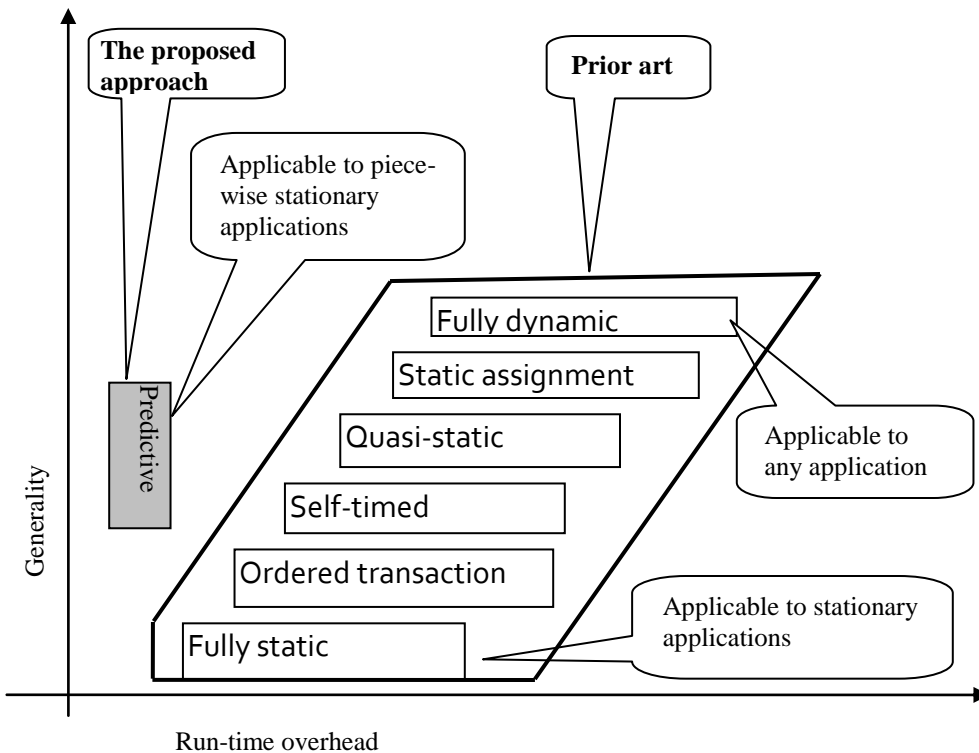 The proposed
approach
Prior art
Applicable to piece-
wise stationary
applications
Fully dynamic
Static assignment
Predictive
Quasi-static
Applicable to
any application
Self-timed
Generality
Ordered transaction
Applicable to stationary
applications
Fully static
Run-time overhead